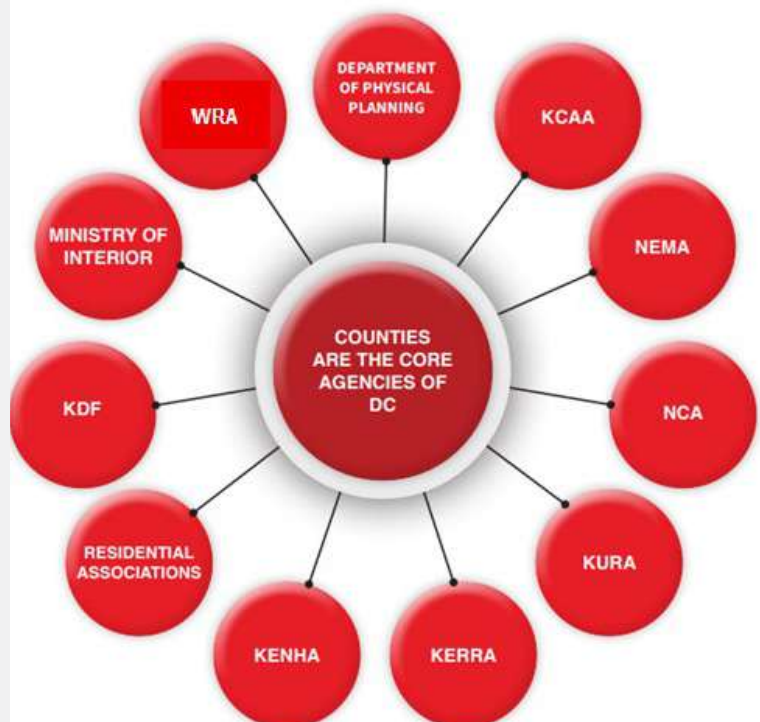 DEPARTMENT
OF PHYSICAL
PLANNING
KCAA
NEMA
NCA
KURA
KERRA
KENHA
RESIDENTIAL
ASSOCIATIONS
KDF
MINISTRY OF
INTERIOR
WRA
COUNTIES
ARE THE CORE
AGENCIES OF
DC